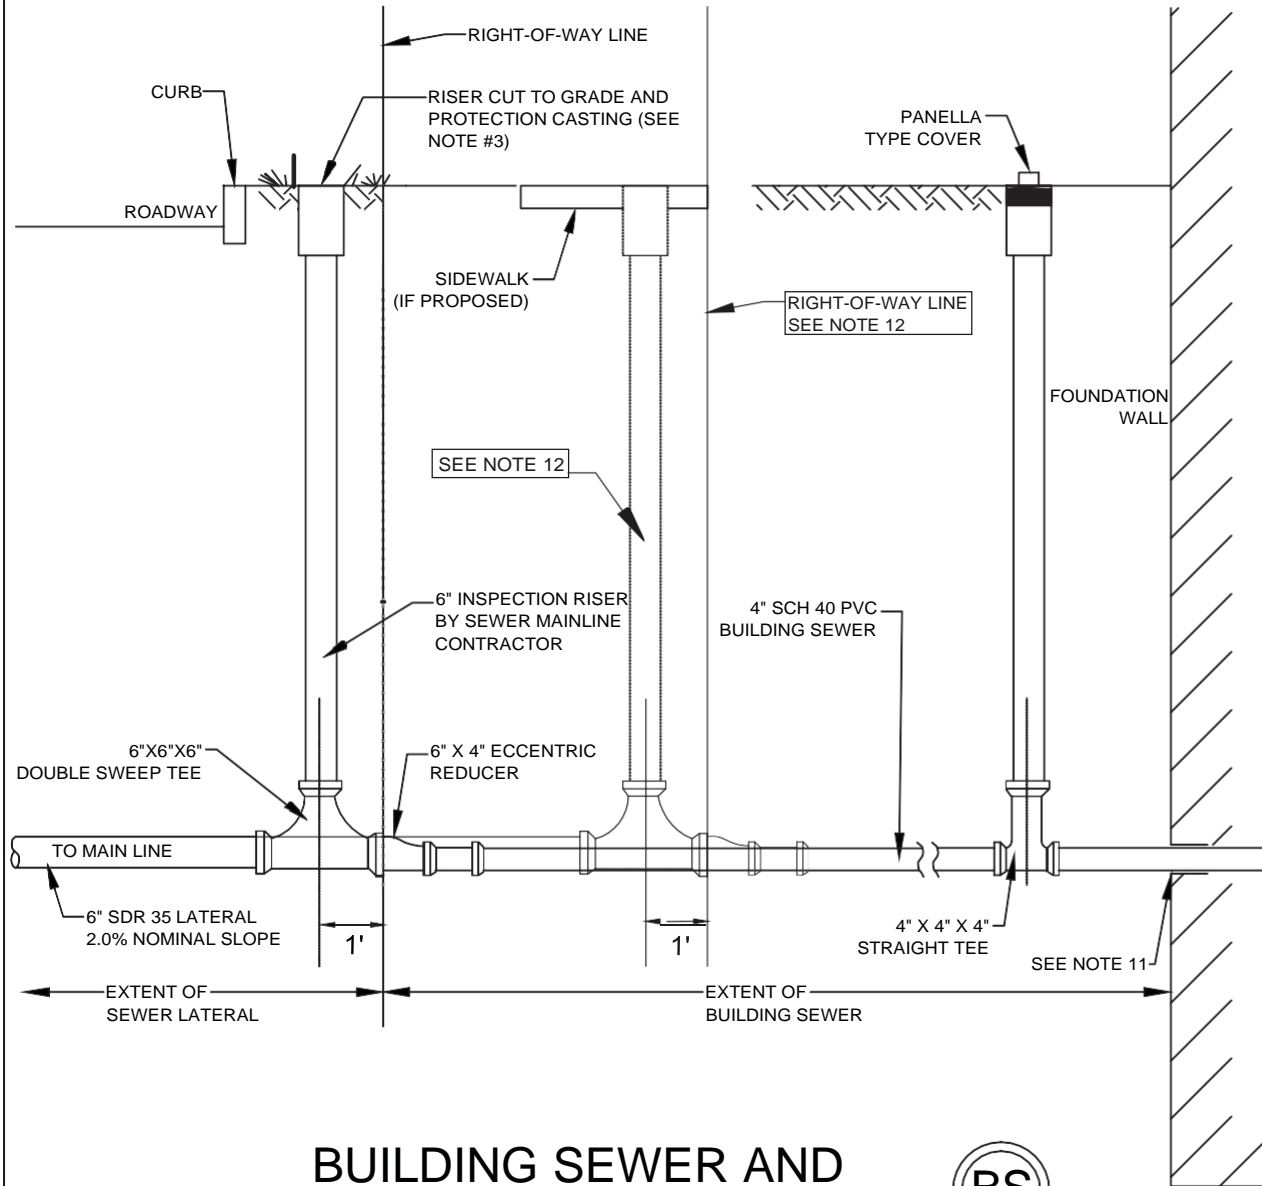 RIGHT-OF-WAY LINE
CURB
RISER CUT TO GRADE AND
PROTECTION CASTING (SEE
NOTE #3)
PANELLA
TYPE COVER
ROADWAY
SIDEWALK
(IF PROPOSED)
RIGHT-OF-WAY LINE
SEE NOTE 12
FOUNDATION
WALL
SEE NOTE 12
6" INSPECTION RISER
BY SEWER MAINLINE
CONTRACTOR
4" SCH 40 PVC
BUILDING SEWER
6"X6"X6"
DOUBLE SWEEP TEE
6" X 4" ECCENTRIC
REDUCER
TO MAIN LINE
6" SDR 35 LATERAL
2.0% NOMINAL SLOPE
1'
1'
4" X 4" X 4"
STRAIGHT TEE
SEE NOTE 11
EXTENT OF
SEWER LATERAL
EXTENT OF
BUILDING SEWER
BUILDING SEWER AND
BS